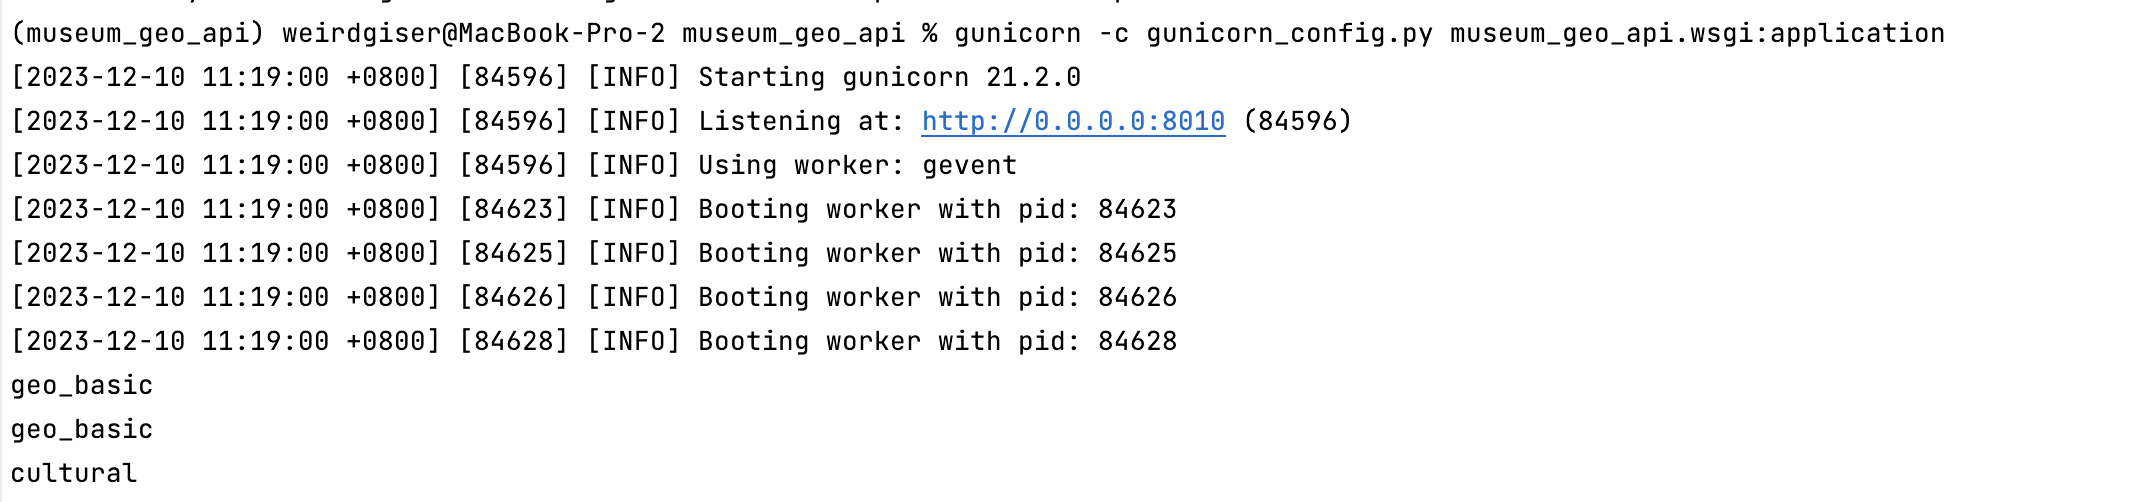 (museum_geo_api) weirdgiser@MacBook-Pro-2 museum_geo_api % gunicorn -c gunicorn_config.py museum_geo_api.wsgi:application
[2023-12-10 11:19:00 +0800] [84596] [INFO] Starting gunicorn 21.2.0
[2023-12-10 11:19:00 +0800] [84596] [INFO] Listening at: http://0.0.0.0:8010 (84596)
[2023-12-10 11:19:00 +0800] [84596] [INFO] Using worker: gevent
[2023-12-10 11:19:00 +0800] [84623] [INFO] Booting worker with pid: 84623
[2023-12-10 11:19:00 +0800] [84625] [INFO] Booting worker with pid: 84625
[2023-12-10 11:19:00 +0800] [84626] [INFO] Booting worker with pid: 84626
[2023-12-10 11:19:00 +0800] [84628] [INFO] Booting worker with pid: 84628
geo_basic
geo_basic
cultural